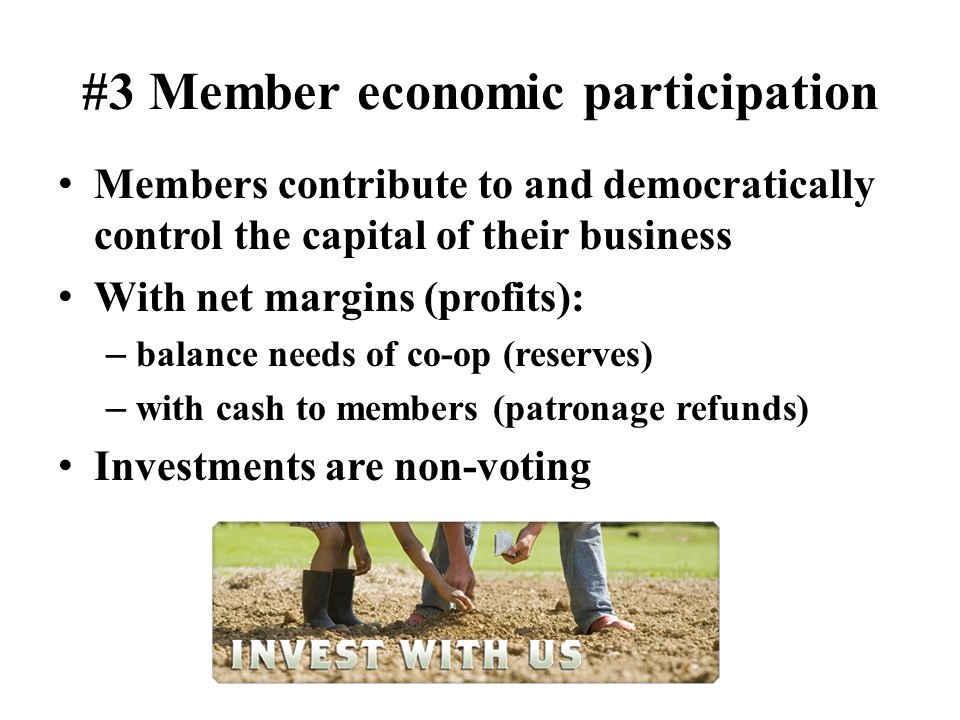 #3 Member economic participation
• Members contribute to and democratically
control the capital of their business
• With net margins (profits):
– balance needs of co-op (reserves)
– with cash to members (patronage refunds)
• Investments are non-voting
INVEST WITH US